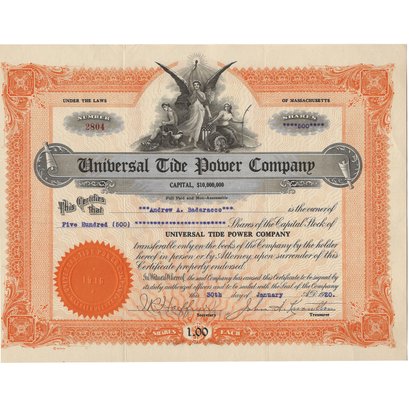 UNDER THE LAWS OF MASSACHUSETTS
NUMBER SHARES
2804 ****500****
Universal Tide Power Company
CAPITAL, $10,000,000
Full Paid and Non-Assessable
This Certifies that ***Andrew A. Badaracco*** is the owner of
Five Hundred (500) Shares of the Capital Stock of
UNIVERSAL TIDE POWER COMPANY
transferable only on the books of the Company by the holder
hereof in person or by Attorney upon surrender of this
Certificate properly endorsed.
In Witness Whereof, the said Company has caused this Certificate to be signed by
its duly authorized officers and to be sealed with the Seal of the Company
this 30th day of January A.D. 1920.
Secretary Treasurer
SHARES 1.00 EACH